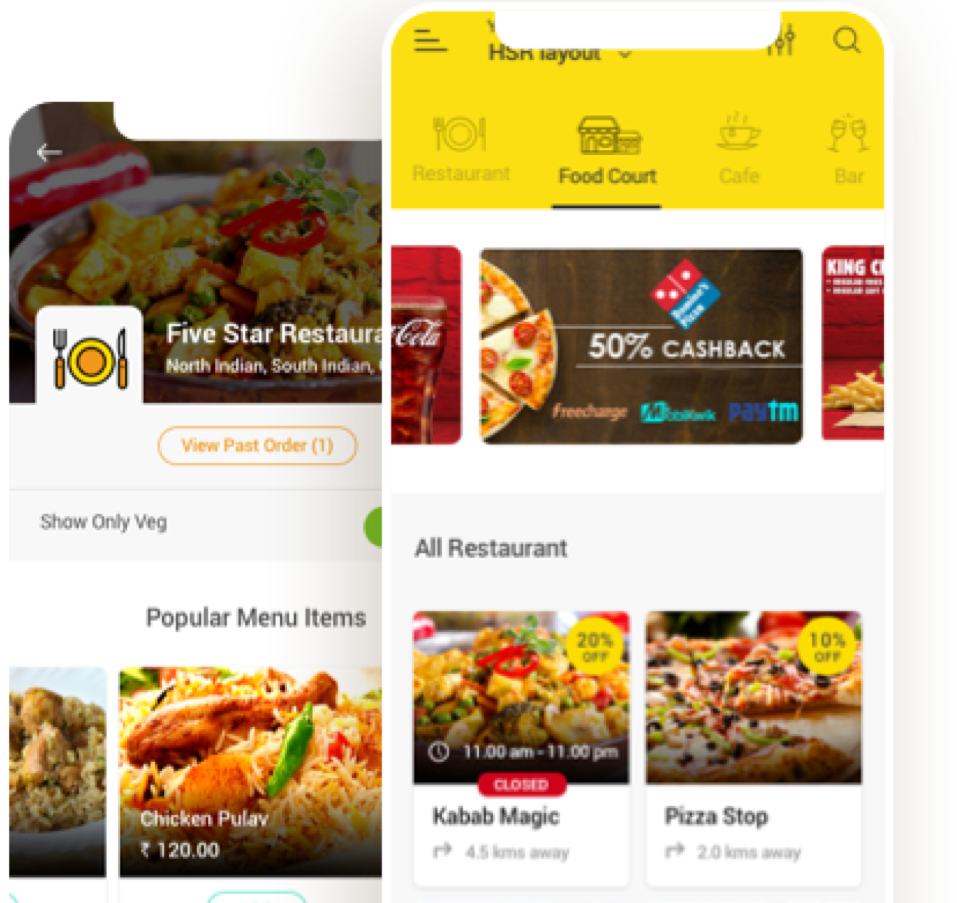 HSR layout
Restaurant
Food Court
Cafe
Bar
Coca-Cola
Domino's
Pizza
50% CASHBACK
freecharge
MobiKwik
PAYTM
KING
All Restaurant
20%
OFF
11.00 am - 11.00 pm
CLOSED
Kabab Magic
4.5 kms away
10%
OFF
Pizza Stop
2.0 kms away
Five Star Restaura
North Indian, South Indian,
View Past Order (1)
Show Only Veg
Popular Menu Items
Chicken Pulav
₹ 120.00